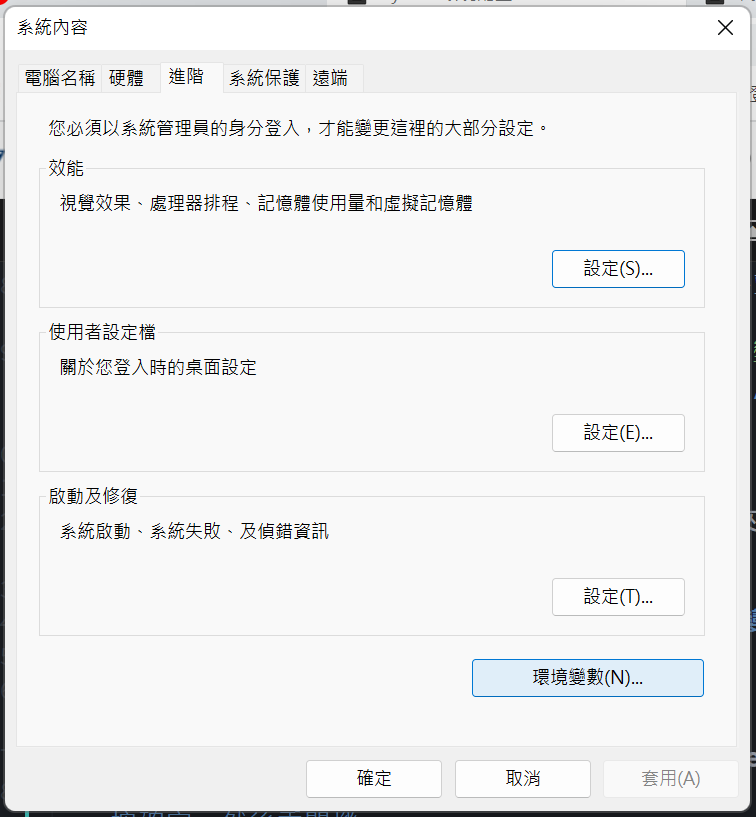 系統內容
電腦名稱 硬體 進階 系統保護 遠端
您必須以系統管理員的身分登入，才能變更這裡的大部分設定。
效能
視覺效果、處理器排程、記憶體使用量和虛擬記憶體
設定(S)...
使用者設定檔
關於您登入時的桌面設定
設定(E)...
啟動及修復
系統啟動、系統失敗、及偵錯資訊
設定(T)...
環境變數(N)...
確定 取消 套用(A)